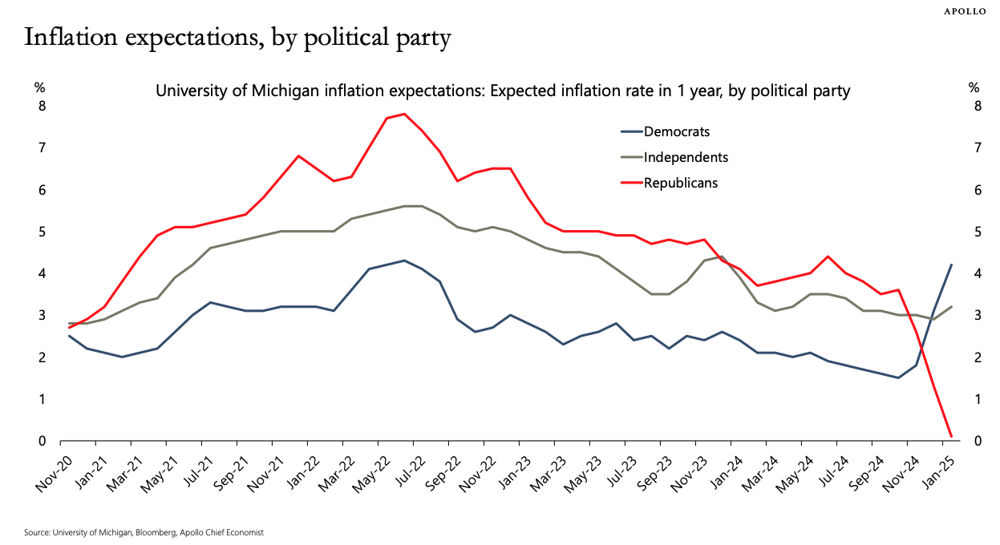 APOLLO
Inflation expectations, by political party
% %
University of Michigan inflation expectations: Expected inflation rate in 1 year, by political party
8 8
Democrats
7 7
Independents
Republicans
6 6
5 5
4 4
3 3
2 2
1 1
0 0
Nov-20 Jan-21 Mar-21 May-21 Jul-21 Sep-21 Nov-21 Jan-22 Mar-22 May-22 Jul-22 Sep-22 Nov-22 Jan-23 Mar-23 May-23 Jul-23 Sep-23 Nov-23 Jan-24 Mar-24 May-24 Jul-24 Sep-24 Nov-24 Jan-25
Source: University of Michigan, Bloomberg, Apollo Chief Economist